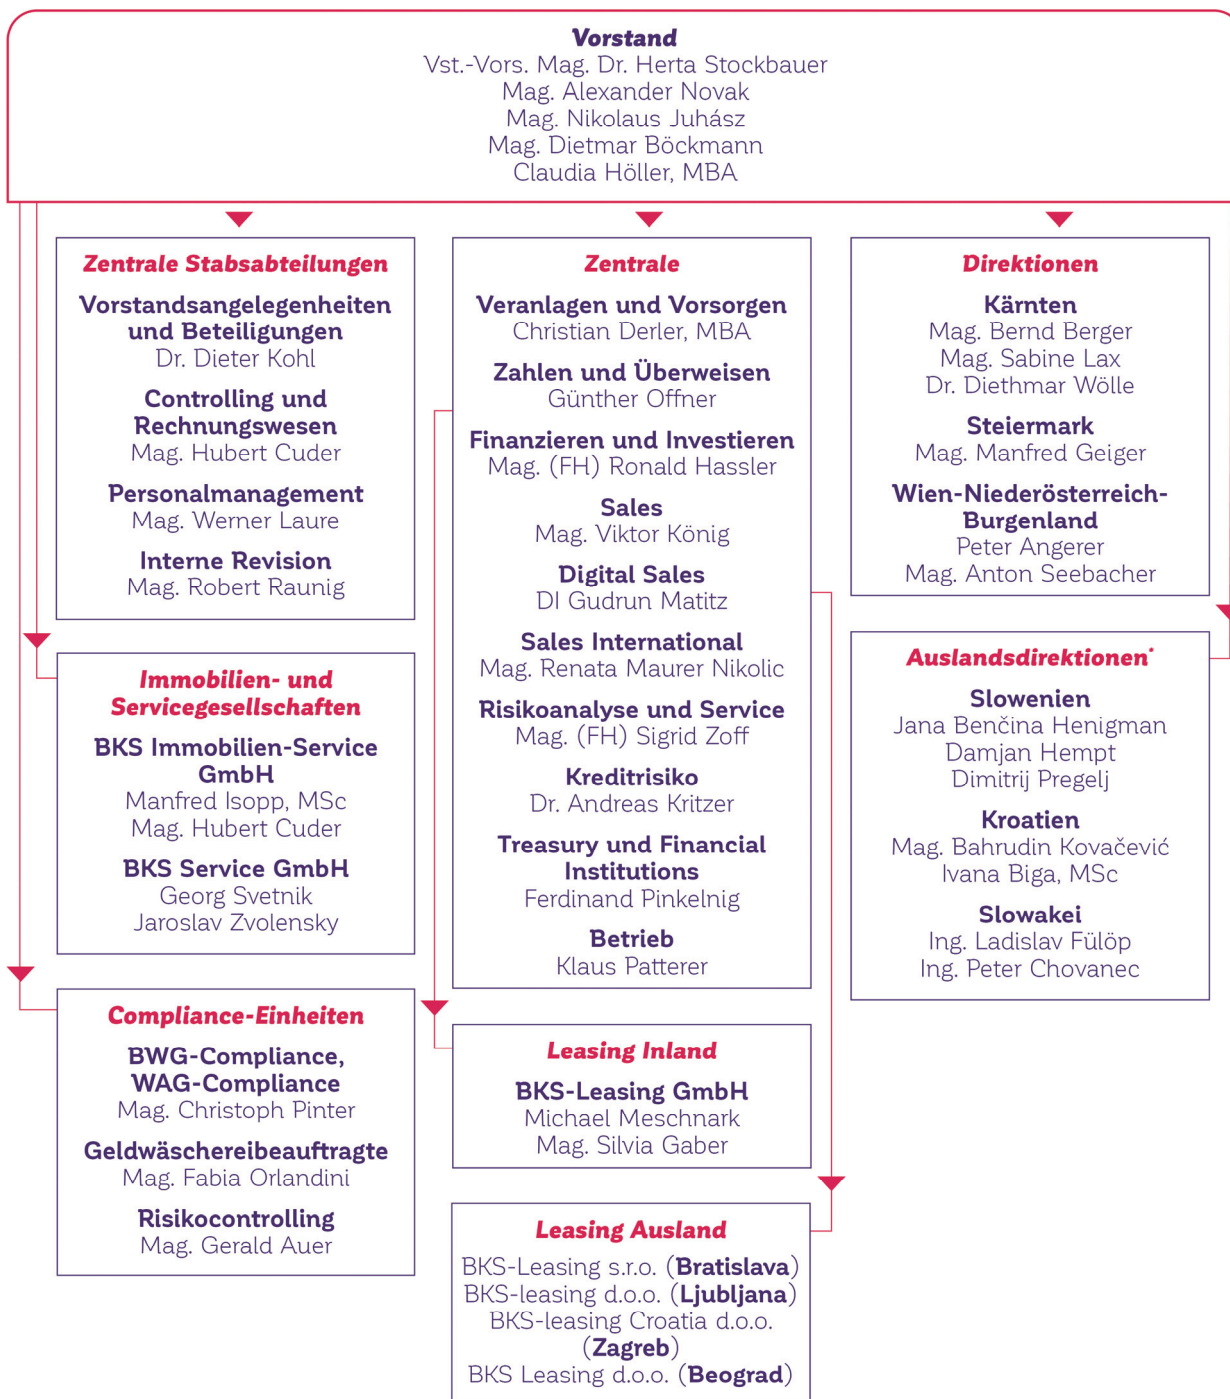 Vorstand
Vst.-Vors. Mag. Dr. Herta Stockbauer
Mag. Alexander Novak
Mag. Nikolaus Juhász
Mag. Dietmar Böckmann
Claudia Höller, MBA
Zentrale Stabsabteilungen
Vorstandsangelegenheiten
und Beteiligungen
Dr. Dieter Kohl
Controlling und
Rechnungswesen
Mag. Hubert Cuder
Personalmanagement
Mag. Werner Laure
Interne Revision
Mag. Robert Raunig
Immobilien- und
Servicegesellschaften
BKS Immobilien-Service
GmbH
Manfred Isopp, MSc
Mag. Hubert Cuder
BKS Service GmbH
Georg Svetnik
Jaroslav Zvolensky
Compliance-Einheiten
BWG-Compliance,
WAG-Compliance
Mag. Christoph Pinter
Geldwäschereibeauftragte
Mag. Fabia Orlandini
Risikocontrolling
Mag. Gerald Auer
Zentrale
Veranlagen und Vorsorgen
Christian Derler, MBA
Zahlen und Überweisen
Günther Offner
Finanzieren und Investieren
Mag. (FH) Ronald Hassler
Sales
Mag. Viktor König
Digital Sales
DI Gudrun Matitz
Sales International
Mag. Renata Maurer Nikolic
Risikoanalyse und Service
Mag. (FH) Sigrid Zoff
Kreditrisiko
Dr. Andreas Kritzer
Treasury und Financial
Institutions
Ferdinand Pinkelnig
Betrieb
Klaus Patterer
Leasing Inland
BKS-Leasing GmbH
Michael Meschnark
Mag. Silvia Gaber
Leasing Ausland
BKS-Leasing s.r.o. (Bratislava)
BKS-leasing d.o.o. (Ljubljana)
BKS-leasing Croatia d.o.o.
(Zagreb)
BKS Leasing d.o.o. (Beograd)
Direktionen
Kärnten
Mag. Bernd Berger
Mag. Sabine Lax
Dr. Diethmar Wölle
Steiermark
Mag. Manfred Geiger
Wien-Niederösterreich-
Burgenland
Peter Angerer
Mag. Anton Seebacher
Auslandsdirektionen*
Slowenien
Jana Benčina Henigman
Damjan Hempt
Dimitrij Pregelj
Kroatien
Mag. Bahrudin Kovačević
Ivana Biga, MSc
Slowakei
Ing. Ladislav Fülöp
Ing. Peter Chovanec